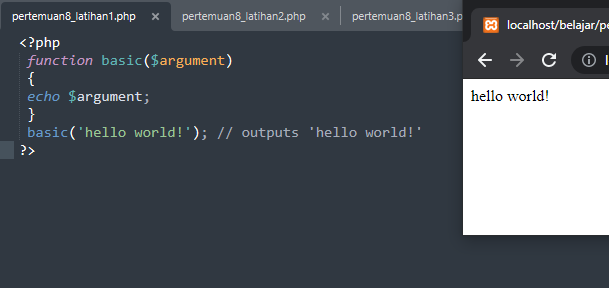 pertemuan8_latihan1.php × pertemuan8_latihan2.php × pertemuan8_latihan3.p
<?php
function basic($argument)
{
echo $argument;
}
basic('hello world!'); // outputs 'hello world!'
?>
localhost/belajar/pe
hello world!